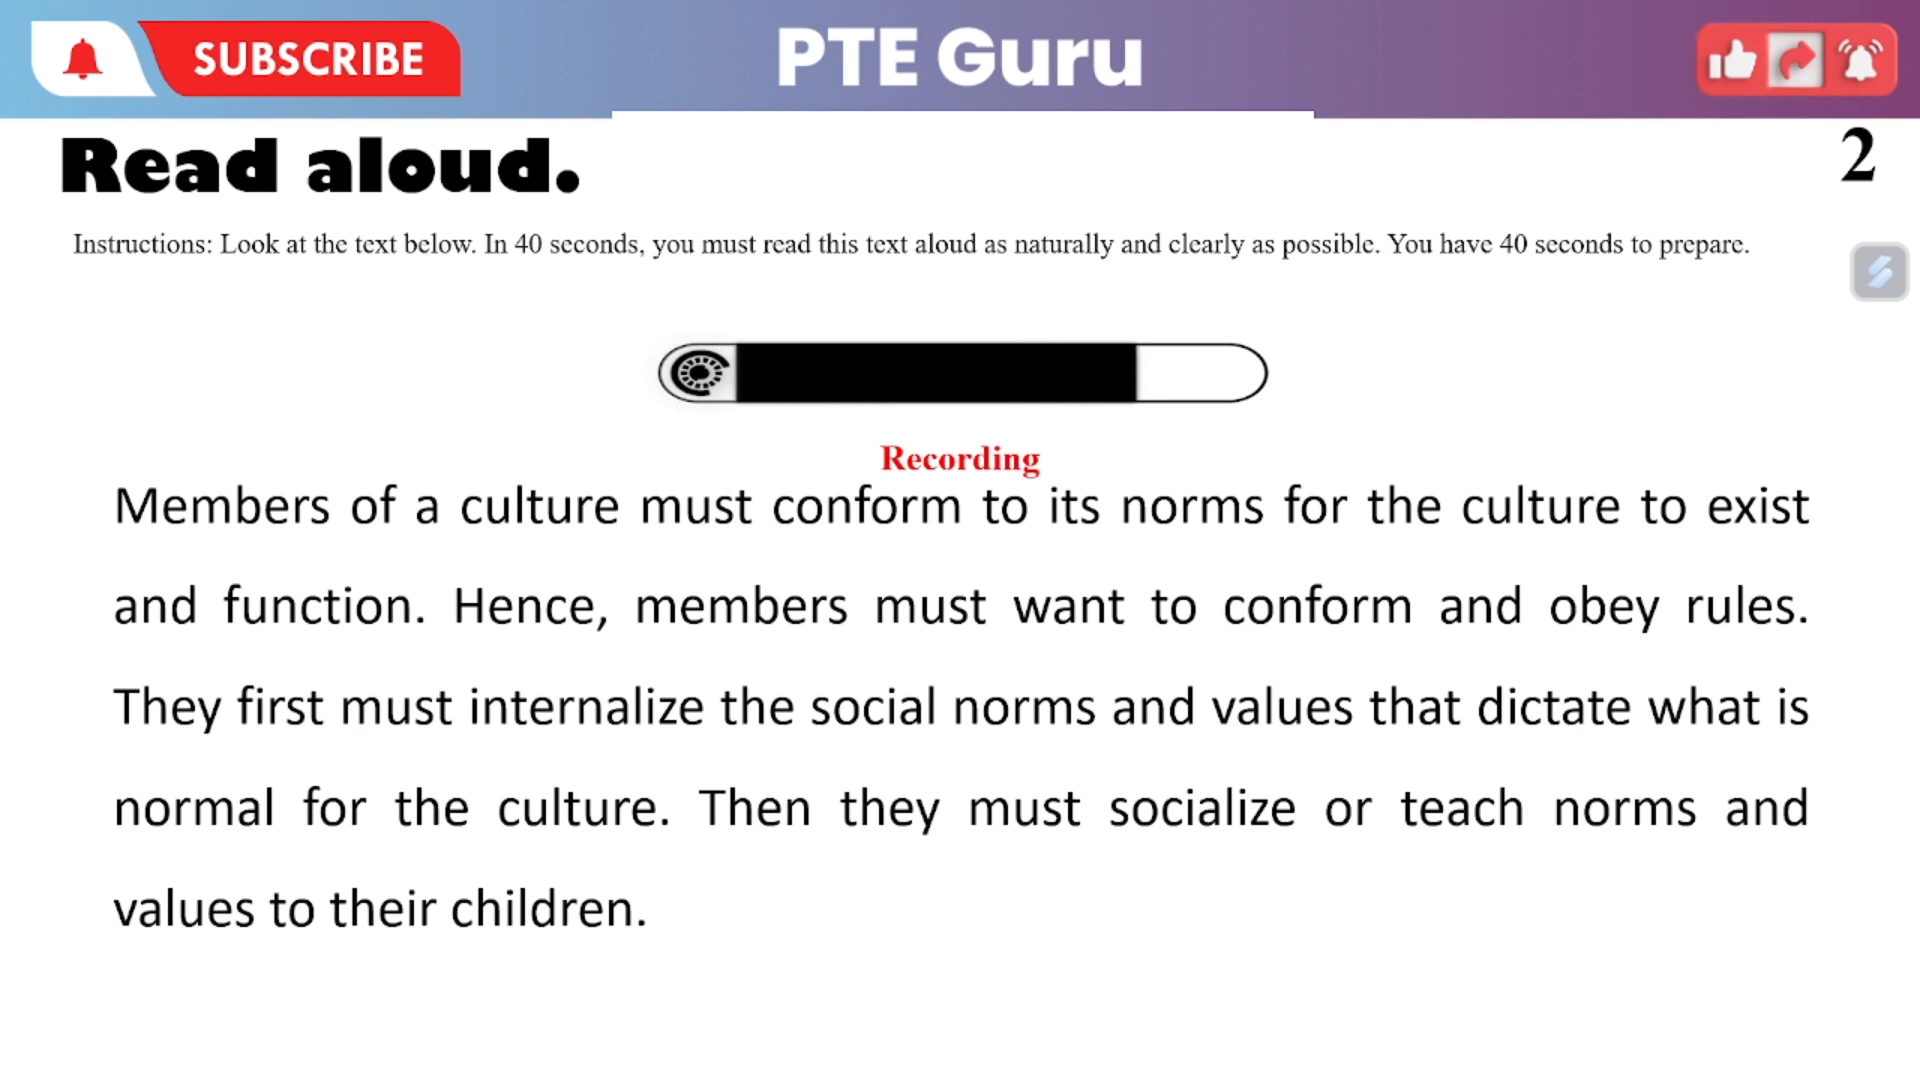 SUBSCRIBE
PTE Guru
Read aloud.
2
Instructions: Look at the text below. In 40 seconds, you must read this text aloud as naturally and clearly as possible. You have 40 seconds to prepare.
Recording
Members of a culture must conform to its norms for the culture to exist
and function. Hence, members must want to conform and obey rules.
They first must internalize the social norms and values that dictate what is
normal for the culture. Then they must socialize or teach norms and
values to their children.